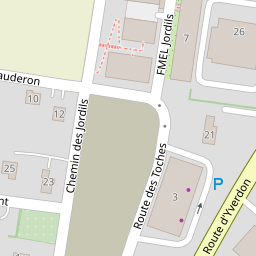 FMEL Jordils
26
7
auderon
10
12
Chemin des Jordils
21
Route des Toches
25
23
3
P
Route d'Yverdon
nt